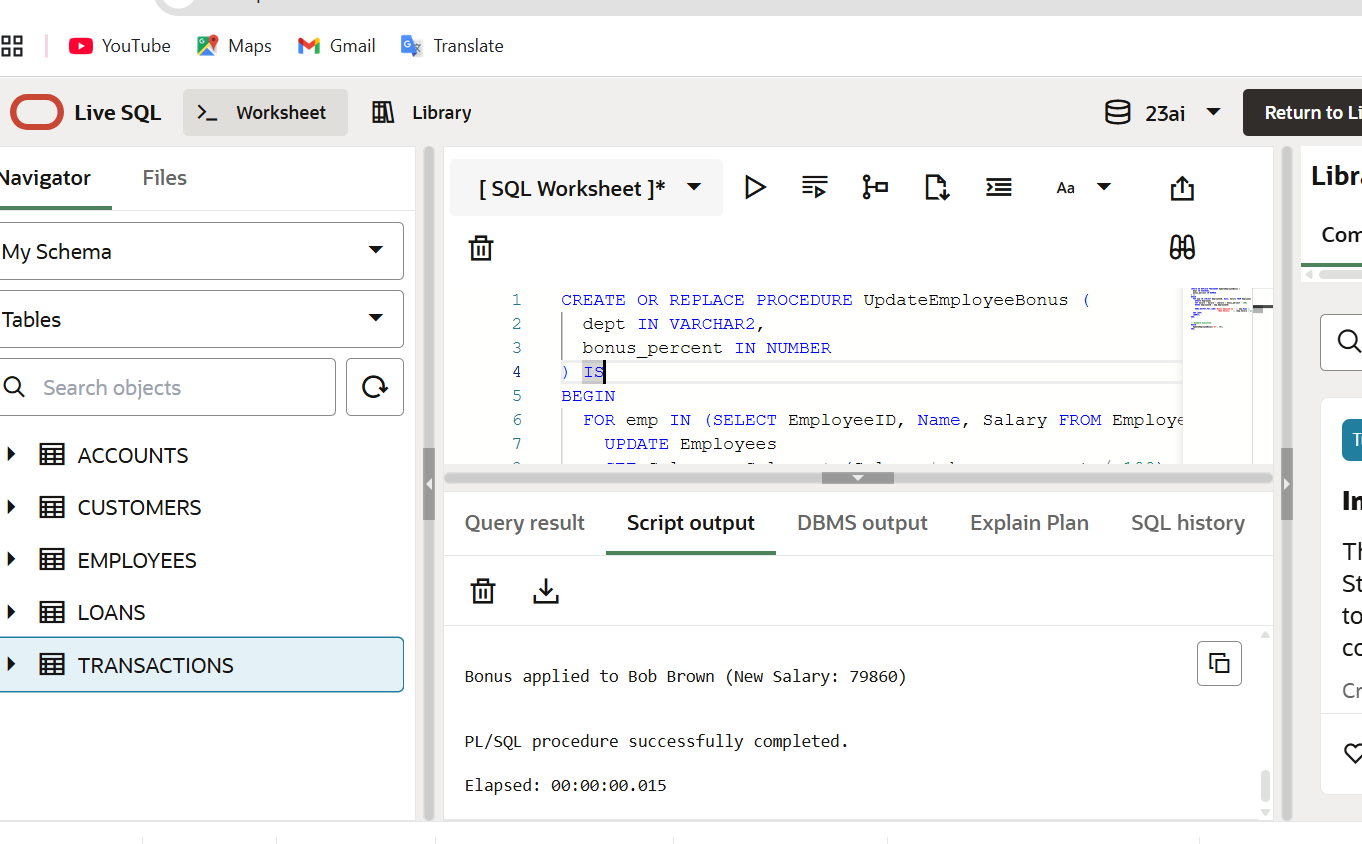 YouTube
Maps
Gmail
Translate
Live SQL
Worksheet
Library
23ai
Return to Li
Navigator
Files
My Schema
Tables
Search objects
ACCOUNTS
CUSTOMERS
EMPLOYEES
LOANS
TRANSACTIONS
[ SQL Worksheet ]*
Aa
1 CREATE OR REPLACE PROCEDURE UpdateEmployeeBonus (
2 dept IN VARCHAR2,
3 bonus_percent IN NUMBER
4 ) IS
5 BEGIN
6 FOR emp IN (SELECT EmployeeID, Name, Salary FROM Employe
7 UPDATE Employees
Query result
Script output
DBMS output
Explain Plan
SQL history
Bonus applied to Bob Brown (New Salary: 79860)
PL/SQL procedure successfully completed.
Elapsed: 00:00:00.015
Libr
Com
In
Th
St
to
co
Cr